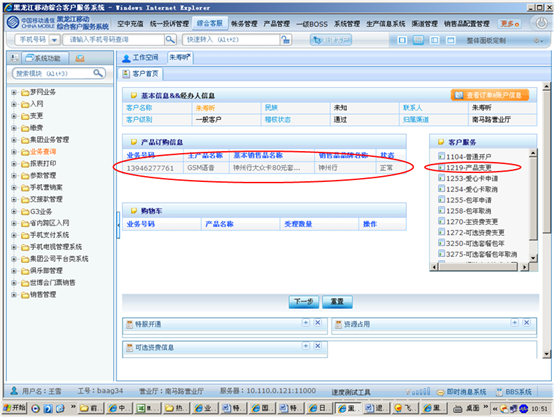 黑龙江移动综合客户服务系统 - Windows Internet Explorer
中国移动通信 CHINA MOBILE 黑龙江移动 综合客户服务系统 空中充值 统一投诉管理 综合客服 帐务管理 产品管理 一级BOSS 系统管理 生产信息系统 渠道管理 销售品配置管理 更多
手机号码 请输入手机号码查询 快速转入 (Alt+2) 整体面板定制
系统功能 工作空间 朱寿昕
搜索模块 (Alt+3) 客户首页
梦网业务
入网
变更
缴费
集团业务管理
业务查询
报表打印
参数管理
手机营销案
交接款管理
G3业务
省内跨区入网
手机支付系统
手机电视管理系统
集团公司平台类系统
俱乐部管理
世博会门票销售
销售管理
基本信息&&经办人信息 查看订单&账户信息
客户名称 朱寿昕 民族 未知 联系人 朱寿昕
客户级别 一般客户 稽核状态 通过 归属渠道 南马路营业厅
产品订购信息
业务号码 主产品名称 基本销售品名称 销售品品牌名称 状态
13946277761 GSM语音 神州行大众卡80元套... 神州行 正常
购物车
业务号码 产品名称 受理数量 操作
客户服务
1104-普通开户
1219-产品变更
1253-爱心卡申请
1254-爱心卡取消
1255-包年申请
1258-包年取消
1270-主资费变更
1272-可选资费变更
3250-可选套餐包年
3275-可选套餐包年取消
下一步 重置
特服开通 资源占用
可选资费信息
用户名：王雪 工号：baag34 营业厅：南马路营业厅 服务器：10.110.0.121:11000 速度测试工具 即时消息系统 BBS系统
开始 桌面 10:51